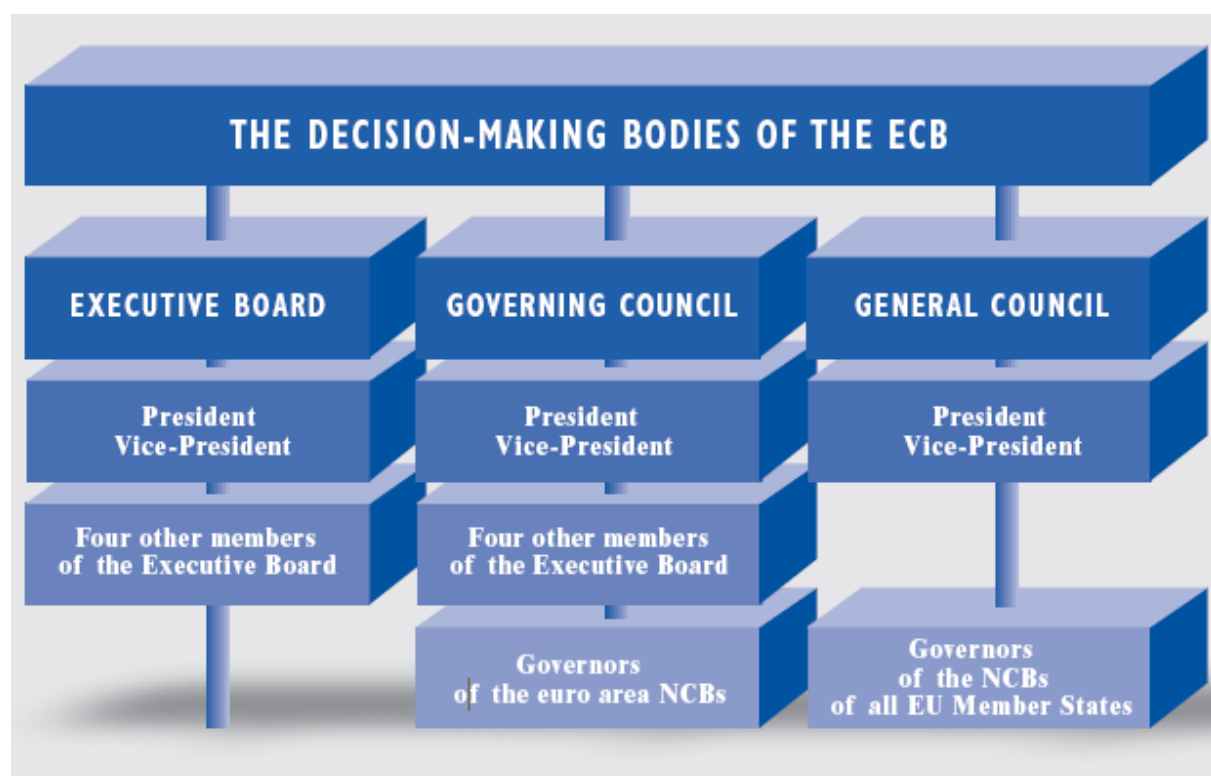 THE DECISION-MAKING BODIES OF THE ECB
EXECUTIVE BOARD
President
Vice-President
Four other members
of the Executive Board
GOVERNING COUNCIL
President
Vice-President
Four other members
of the Executive Board
Governors
of the euro area NCBs
GENERAL COUNCIL
President
Vice-President
Governors
of the NCBs
of all EU Member States